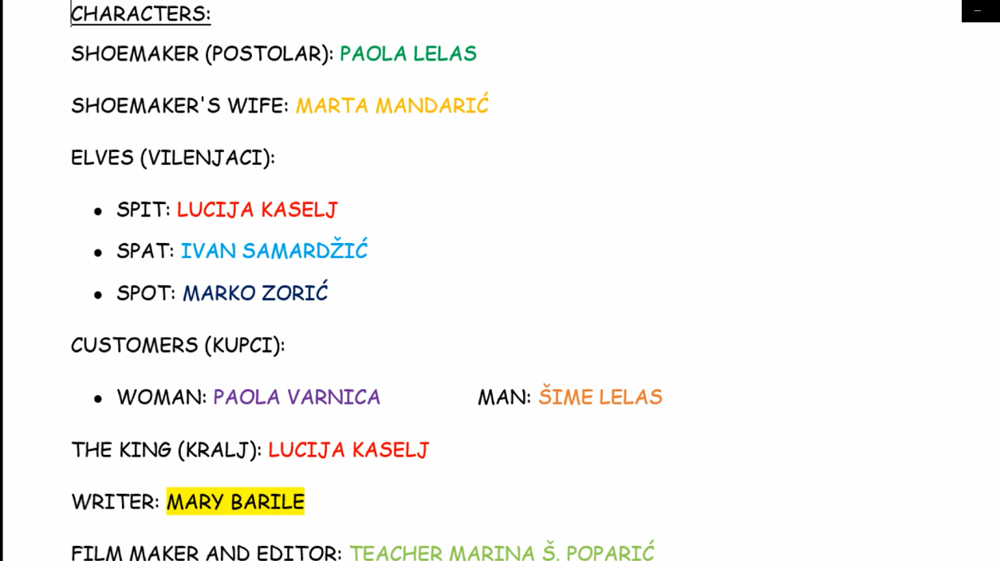 CHARACTERS:
SHOEMAKER (POSTOLAR): PAOLA LELAS
SHOEMAKER'S WIFE: MARTA MANDARIĆ
ELVES (VILENJACI):
• SPIT: LUCIJA KASELJ
• SPAT: IVAN SAMARDŽIĆ
• SPOT: MARKO ZORIĆ
CUSTOMERS (KUPCI):
• WOMAN: PAOLA VARNICA MAN: ŠIME LELAS
THE KING (KRALJ): LUCIJA KASELJ
WRITER: MARY BARILE
FILM MAKER AND EDITOR: TEACHER MARINA Š. POPARIĆ